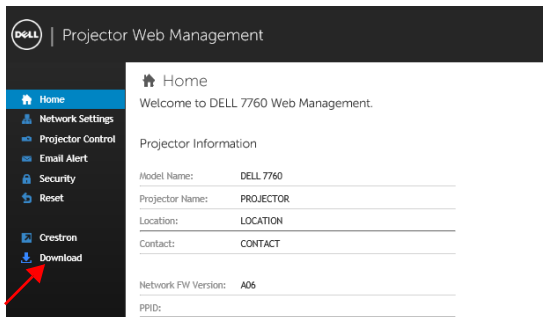 DELL | Projector Web Management
Home
Network Settings
Projector Control
Email Alert
Security
Reset
Crestron
Download
Home
Welcome to DELL 7760 Web Management.
Projector Information
Model Name: DELL 7760
Projector Name: PROJECTOR
Location: LOCATION
Contact: CONTACT
Network FW Version: A06
PPID: